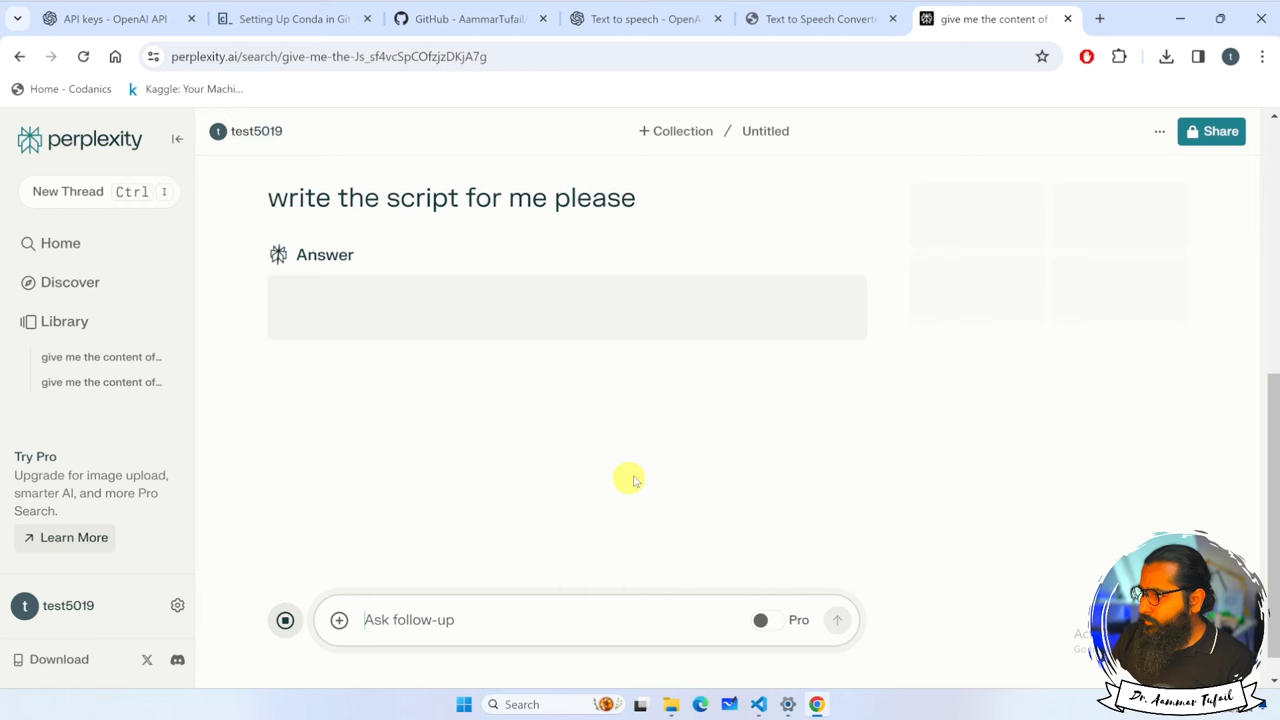 API keys - OpenAI API
Setting Up Conda in Git
GitHub - AammarTufail/
Text to speech - OpenAI
Text to Speech Converte
give me the content of
perplexity.ai/search/give-me-the-Js_sf4vcSpCOfzjzDKjA7g
t
Home - Codanics
Kaggle: Your Machi...
perplexity
t test5019
+ Collection / Untitled
Share
New Thread Ctrl I
write the script for me please
Home
Answer
Discover
Library
give me the content of...
give me the content of...
Try Pro
Upgrade for image upload,
smarter AI, and more Pro
Search.
Learn More
t test5019
Ask follow-up
Pro
Download
Search
Dr. Aammar Tufail